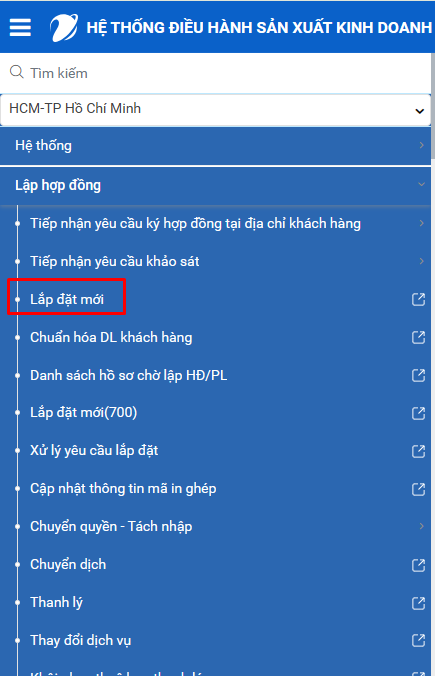 HỆ THỐNG ĐIỀU HÀNH SẢN XUẤT KINH DOANH
Tìm kiếm
HCM-TP Hồ Chí Minh
Hệ thống
Lập hợp đồng
Tiếp nhận yêu cầu ký hợp đồng tại địa chỉ khách hàng
Tiếp nhận yêu cầu khảo sát
Lắp đặt mới
Chuẩn hóa DL khách hàng
Danh sách hồ sơ chờ lập HĐ/PL
Lắp đặt mới(700)
Xử lý yêu cầu lắp đặt
Cập nhật thông tin mã in ghép
Chuyển quyền - Tách nhập
Chuyển dịch
Thanh lý
Thay đổi dịch vụ